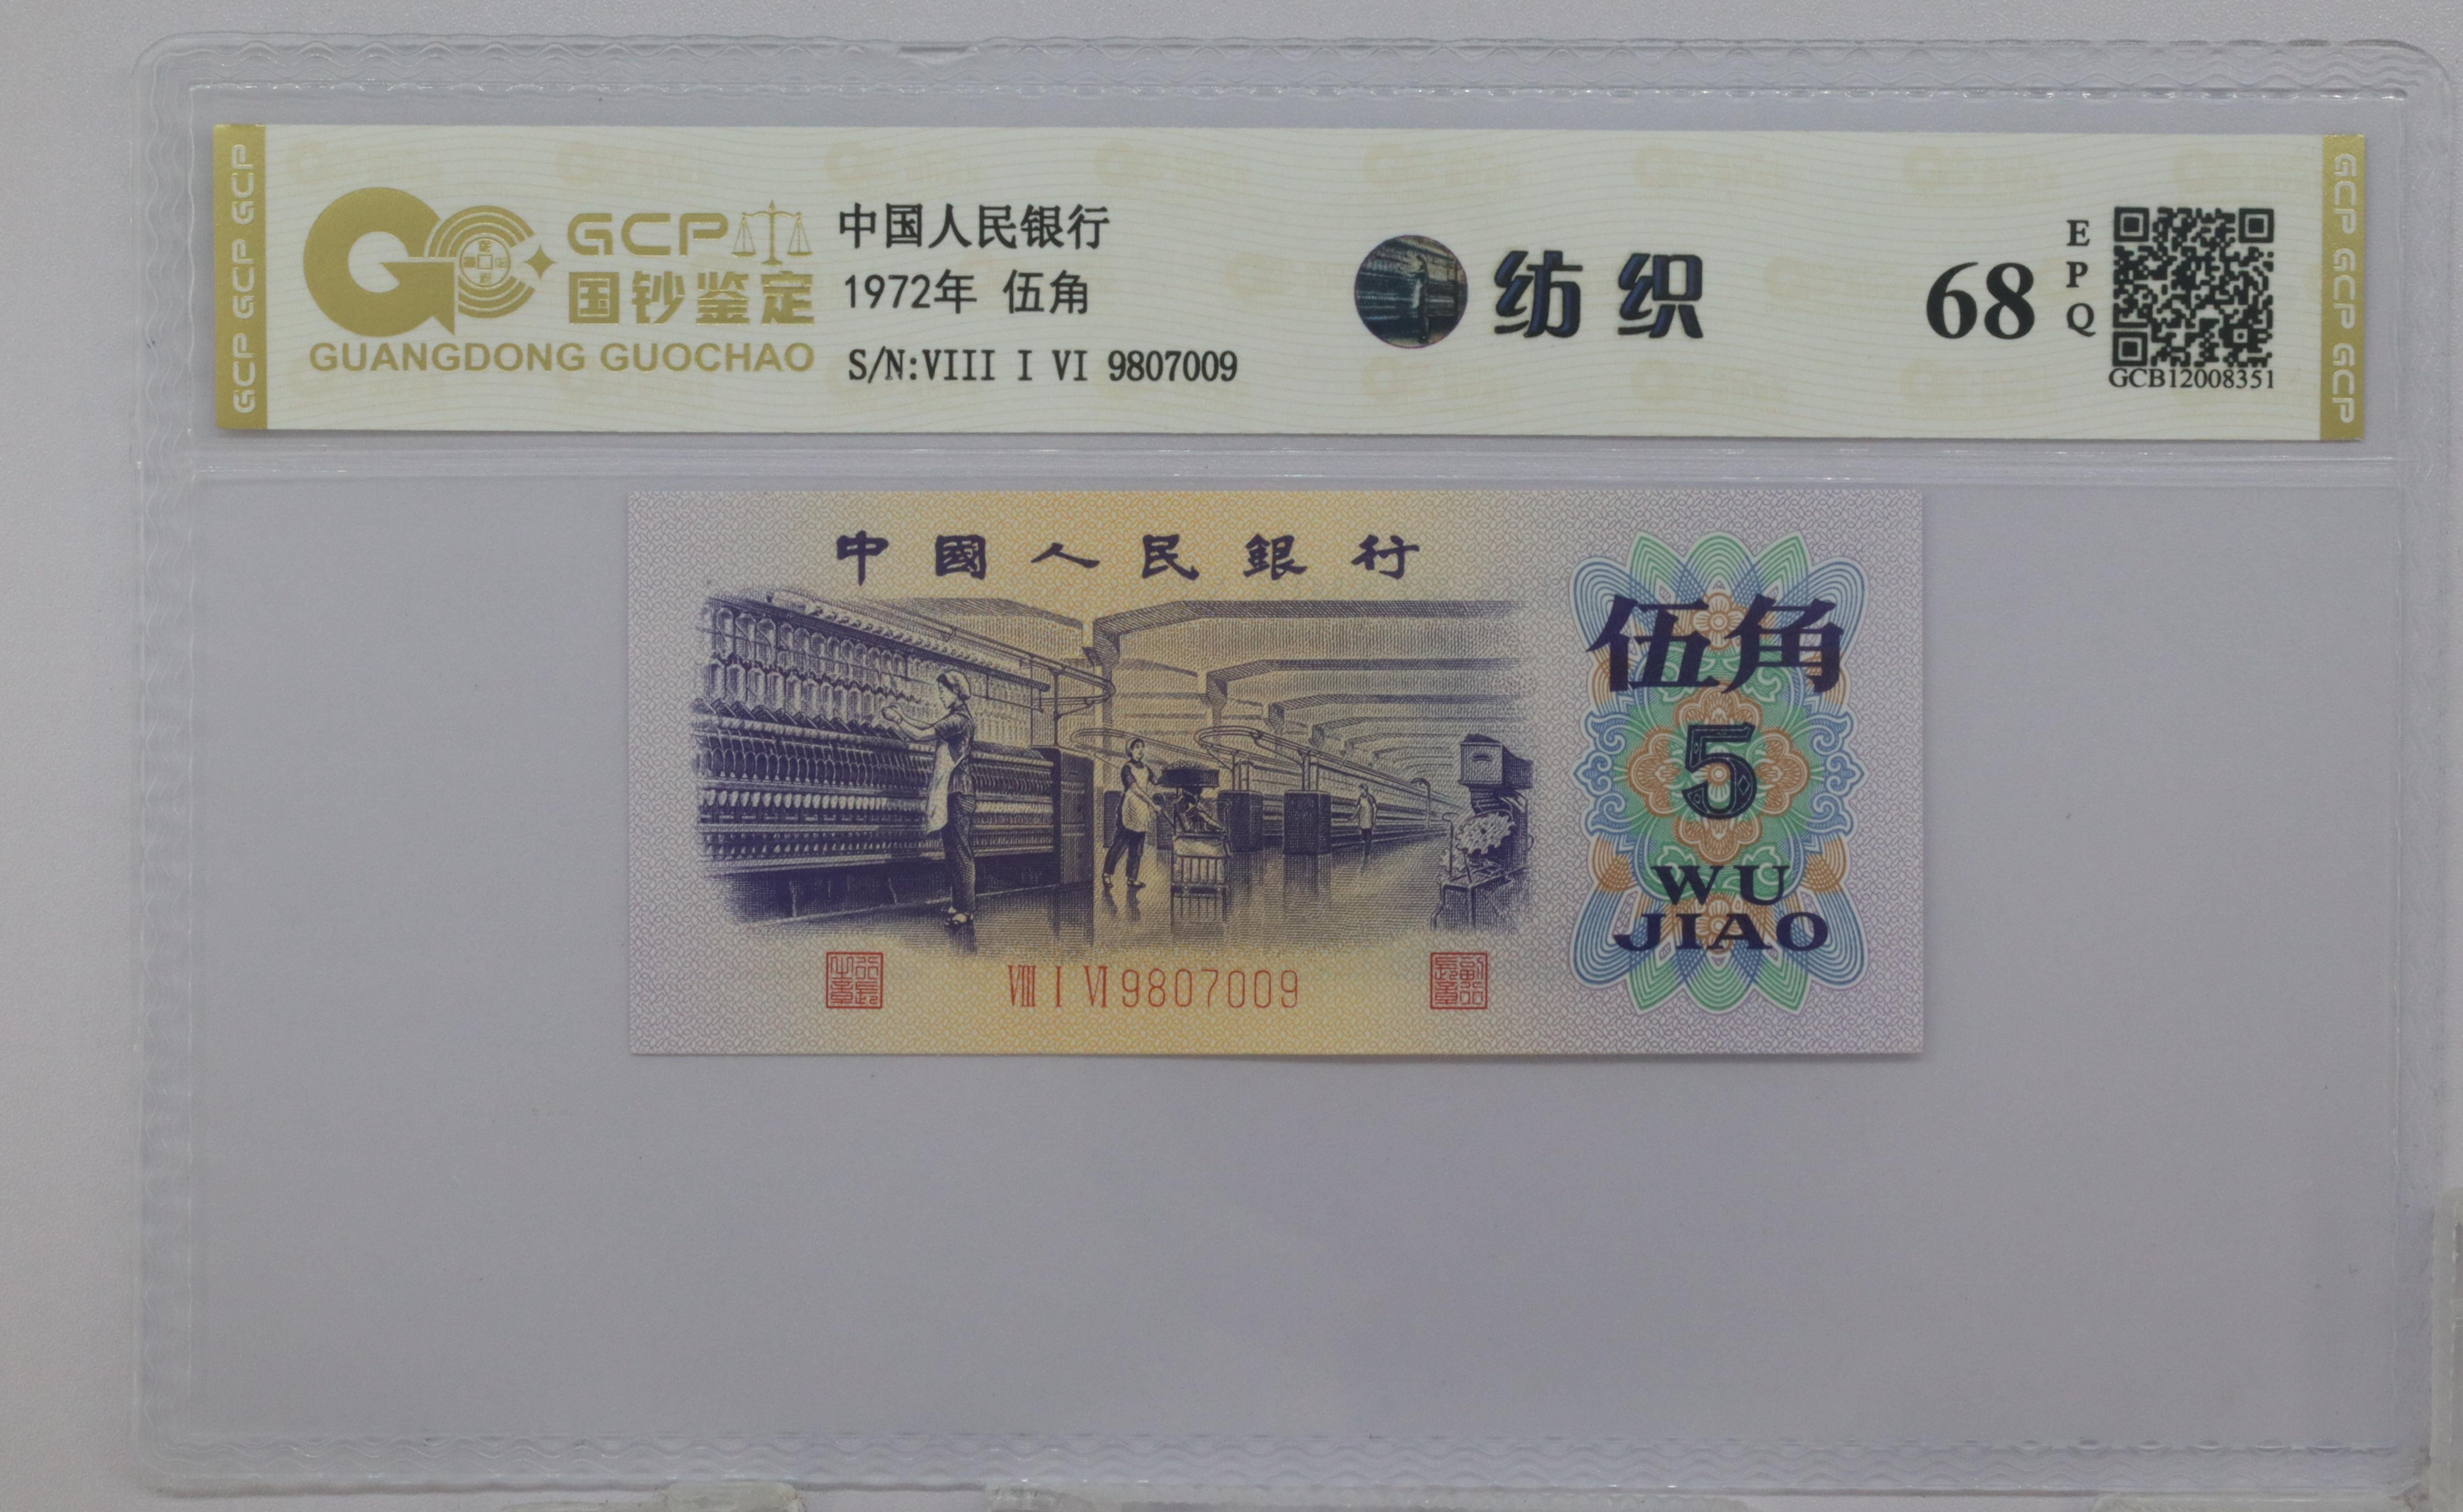 GCP GCP GCP
GCP
国钞鉴定
GUANGDONG GUOCHAO
中国人民银行
1972年 伍角
S/N:VIII I VI 9807009
纺织
68
EPQ
GCB12008351
GCP GCP GCP
中國人民銀行
伍角
5
WU
JIAO
VIII I VI 9807009